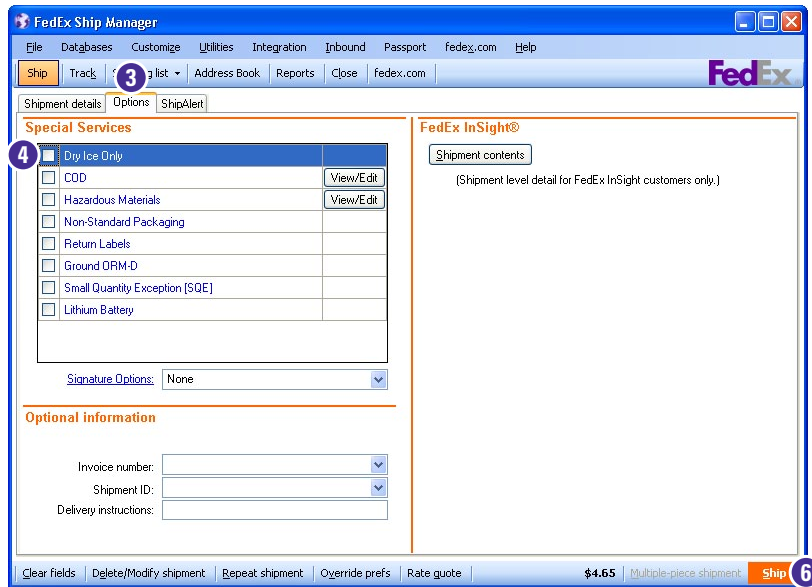 FedEx Ship Manager
File Databases Customize Utilities Integration Inbound Passport fedex.com Help
Ship Track list Address Book Reports Close fedex.com FedEx
3
Shipment details Options ShipAlert
Special Services
4 Dry Ice Only
COD View/Edit
Hazardous Materials View/Edit
Non-Standard Packaging
Return Labels
Ground ORM-D
Small Quantity Exception [SQE]
Lithium Battery
Signature Options: None
Optional information
Invoice number:
Shipment ID:
Delivery instructions:
FedEx InSight®
Shipment contents
(Shipment level detail for FedEx InSight customers only.)
Clear fields Delete/Modify shipment Repeat shipment Override prefs Rate quote $4.65 Multiple-piece shipment Ship 6